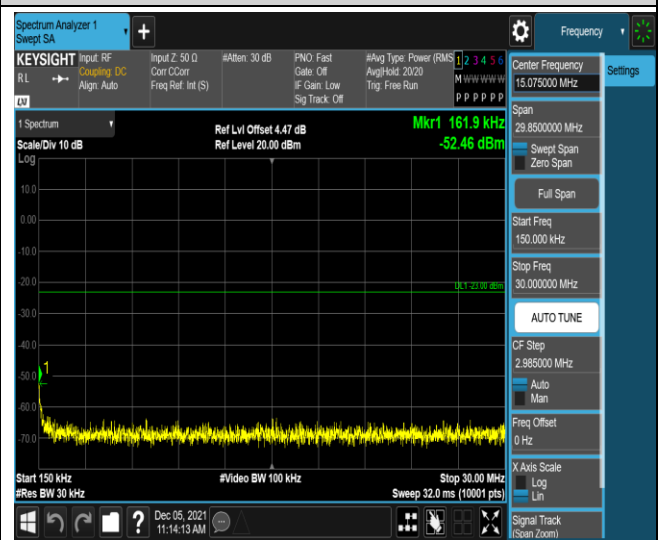 Spectrum Analyzer 1
Swept SA
Frequency
KEYSIGHT
RL
Input: RF
Coupling: DC
Align: Auto
Input Z: 50 Ω
Corr CCorr
Freq Ref: Int (S)
#Atten: 30 dB
PNO: Fast
Gate: Off
IF Gain: Low
Sig Track: Off
#Avg Type: Power (RMS
Avg|Hold: 20/20
Trig: Free Run
1 2 3 4 5 6
M W W W W W
P P P P P P
Settings
Center Frequency
15.075000 MHz
Span
29.8500000 MHz
Swept Span
Zero Span
Full Span
Start Freq
150.000 kHz
Stop Freq
30.000000 MHz
AUTO TUNE
CF Step
2.985000 MHz
Auto
Man
Freq Offset
0 Hz
X Axis Scale
Log
Lin
Signal Track
(Span Zoom)
1 Spectrum
Scale/Div 10 dB
Ref Lvl Offset 4.47 dB
Ref Level 20.00 dBm
Mkr1 161.9 kHz
-52.46 dBm
Log
10.0
0.00
-10.0
-20.0
DL1 -23.00 dBm
-30.0
-40.0
1
-50.0
-60.0
-70.0
Start 150 kHz
#Video BW 100 kHz
Stop 30.00 MHz
#Res BW 30 kHz
Sweep 32.0 ms (10001 pts)
?
Dec 05, 2021
11:14:13 AM